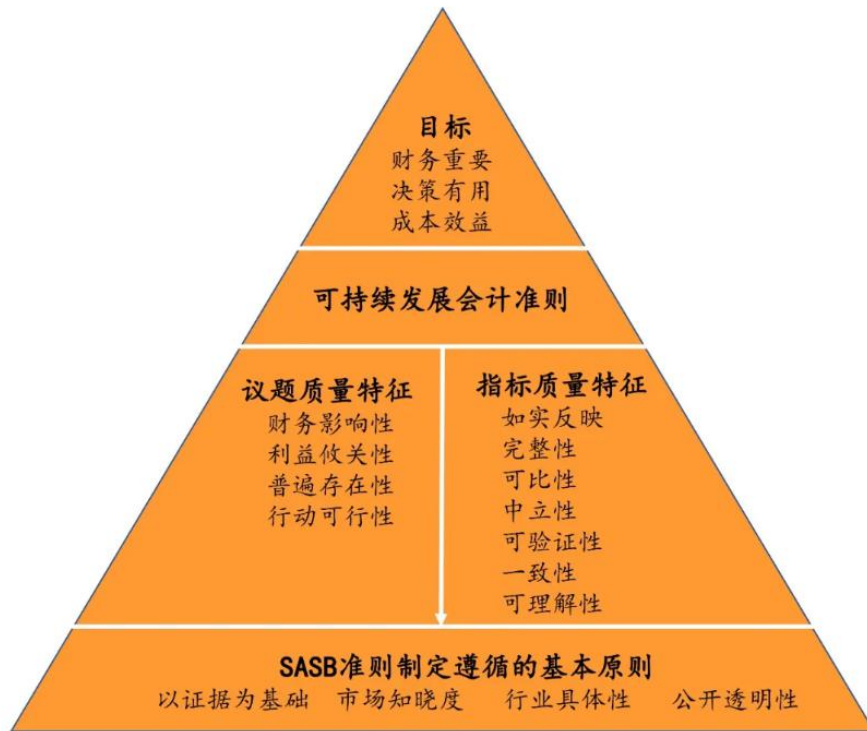 目标
财务重要
决策有用
成本效益
可持续发展会计准则
议题质量特征
财务影响性
利益攸关性
普遍存在性
行动可行性
指标质量特征
如实反映
完整性
可比性
中立性
可验证性
一致性
可理解性
SASB准则制定遵循的基本原则
以证据为基础 市场知晓度 行业具体性 公开透明性